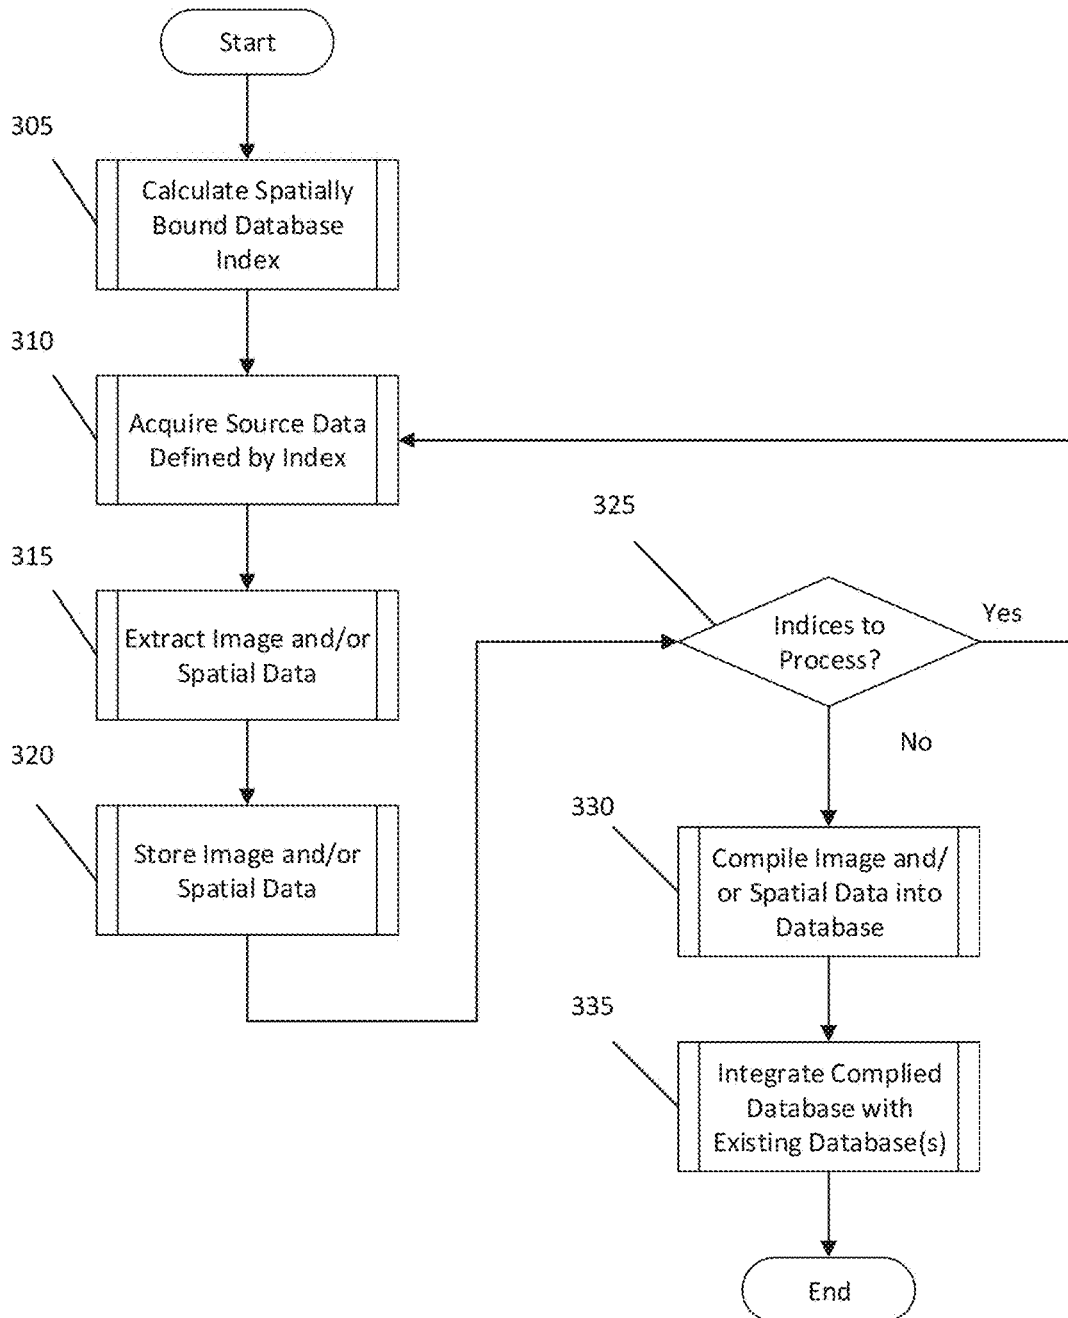 Start
305
Calculate Spatially
Bound Database
Index
310
Acquire Source Data
Defined by Index
315
Extract Image and/or
Spatial Data
320
Store Image and/or
Spatial Data
325
Indices to
Process?
Yes
No
330
Compile Image and/
or Spatial Data into
Database
335
Integrate Complied
Database with
Existing Database(s)
End